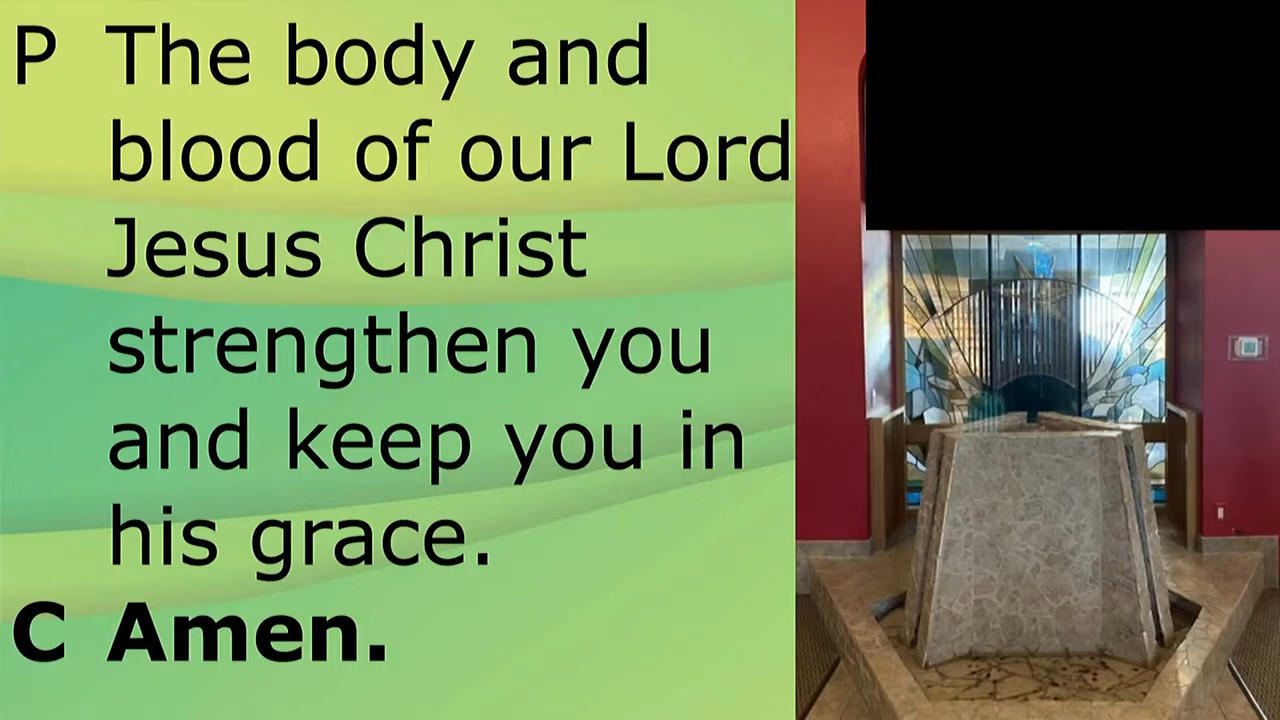 P The body and
blood of our Lord
Jesus Christ
strengthen you
and keep you in
his grace.
C Amen.